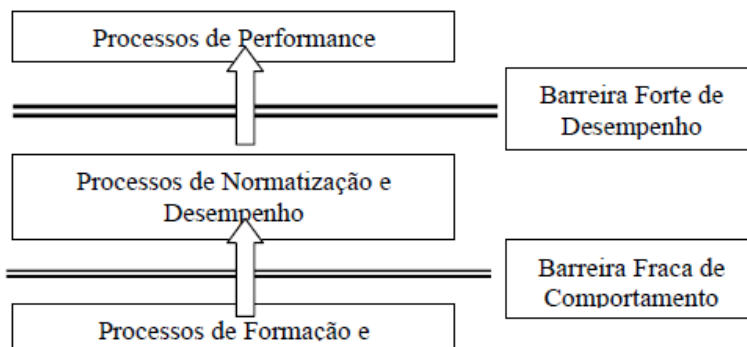 Processos de Performance
Barreira Forte de
Desempenho
Processos de Normatização e
Desempenho
Barreira Fraca de
Comportamento
Processos de Formação e